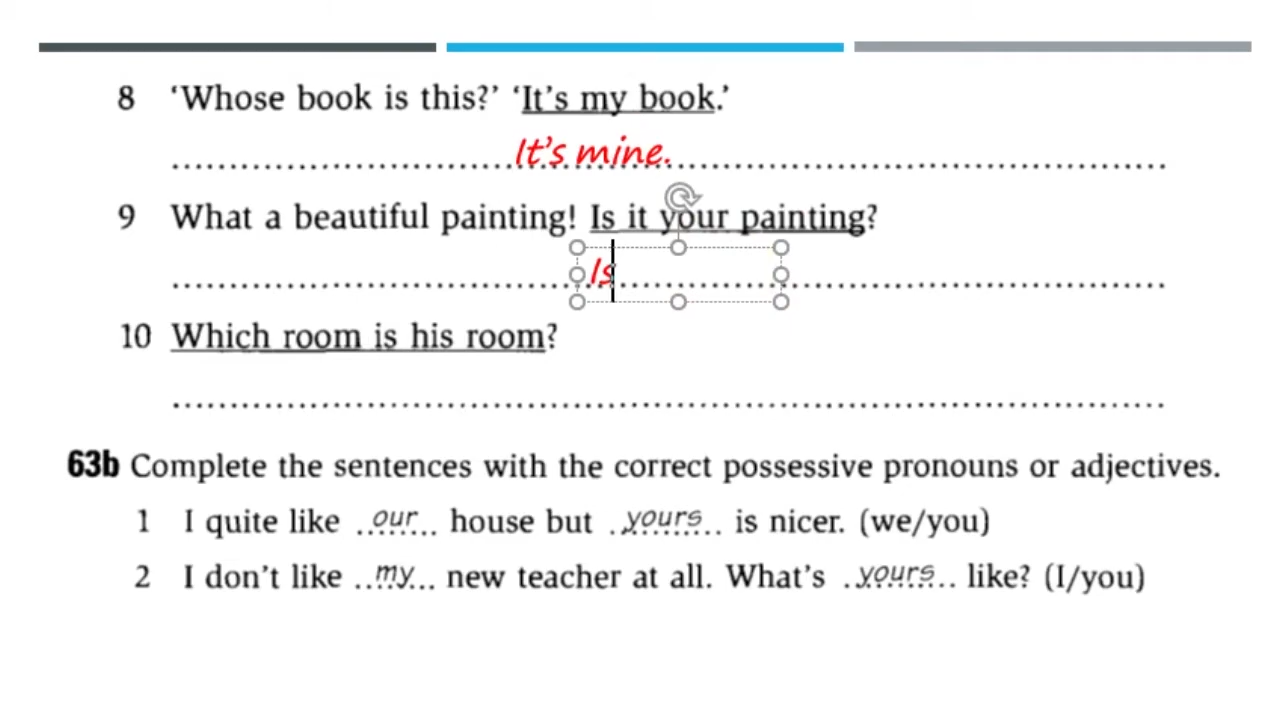 8 ‘Whose book is this?’ ‘It’s my book.’
It’s mine.
9 What a beautiful painting! Is it your painting?
Is
10 Which room is his room?
63b Complete the sentences with the correct possessive pronouns or adjectives.
1 I quite like ..our.. house but ..yours.. is nicer. (we/you)
2 I don’t like ..my.. new teacher at all. What’s ..yours.. like? (I/you)